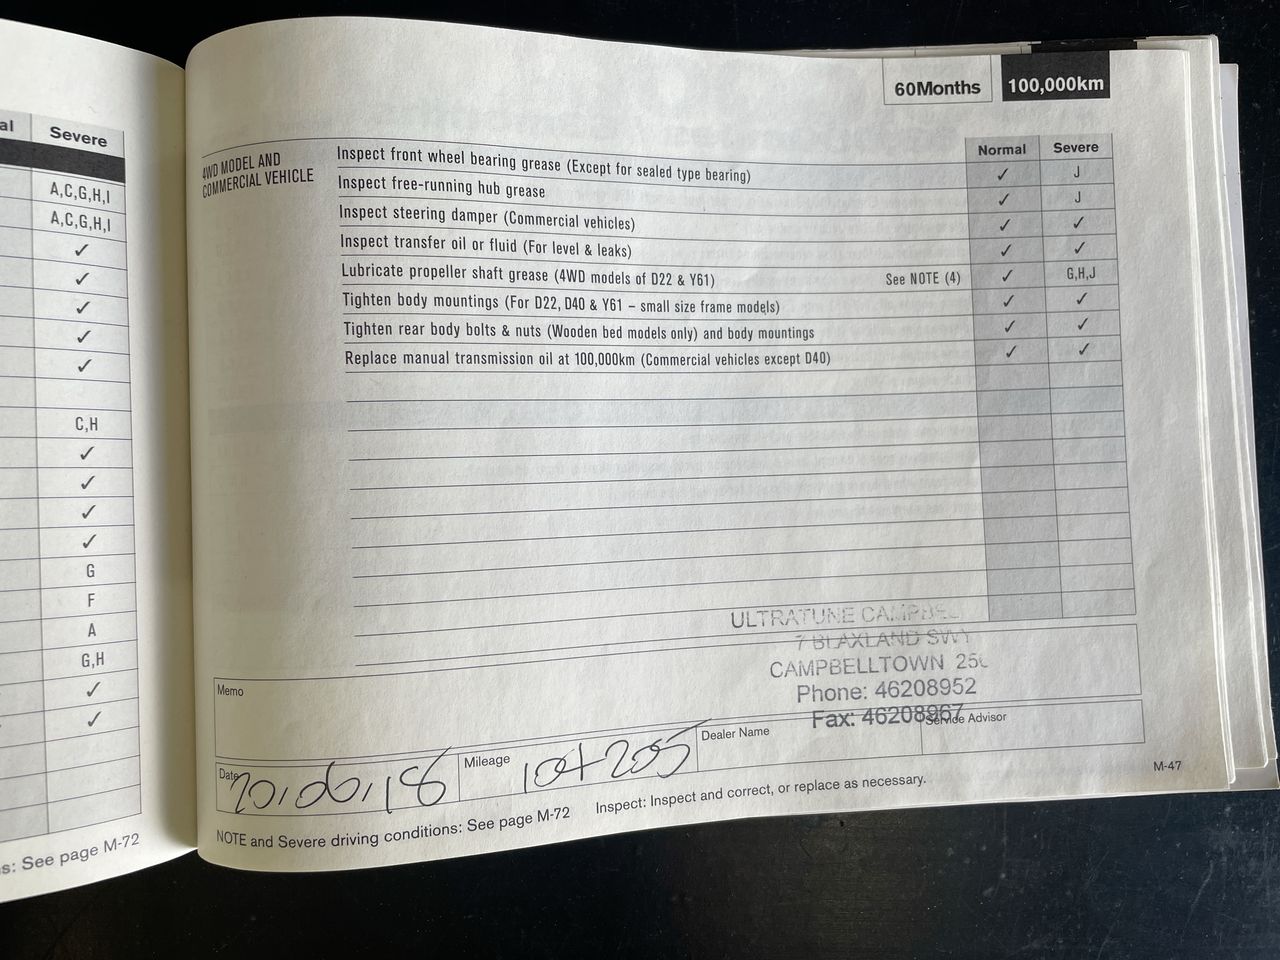 al Severe
A,C,G,H,I
A,C,G,H,I
✓
✓
✓
✓
✓
C,H
✓
✓
✓
✓
G
F
A
G,H
✓
✓
s: See page M-72
60Months 100,000km
Normal Severe
4WD MODEL AND
COMMERCIAL VEHICLE
Inspect front wheel bearing grease (Except for sealed type bearing) ✓ J
Inspect free-running hub grease ✓ J
Inspect steering damper (Commercial vehicles) ✓ ✓
Inspect transfer oil or fluid (For level & leaks) ✓ ✓
Lubricate propeller shaft grease (4WD models of D22 & Y61) See NOTE (4) ✓ G,H,J
Tighten body mountings (For D22, D40 & Y61 – small size frame models) ✓ ✓
Tighten rear body bolts & nuts (Wooden bed models only) and body mountings ✓ ✓
Replace manual transmission oil at 100,000km (Commercial vehicles except D40) ✓ ✓
ULTRATUNE
7 BLAXLAND SWY
CAMPBELLTOWN
Phone: 46208952
Fax: 46208967
Memo
Date 20,06,18 Mileage Dealer Name Service Advisor
NOTE and Severe driving conditions: See page M-72 Inspect: Inspect and correct, or replace as necessary.
M-47